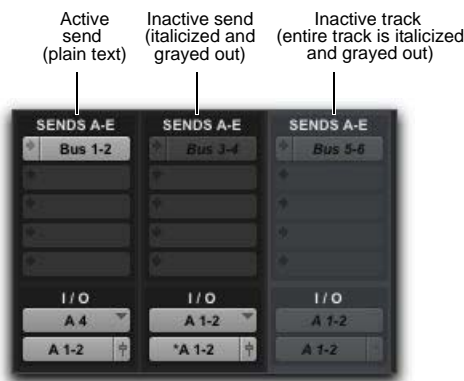 Active
send
(plain text)
Inactive send
(italicized and
grayed out)
Inactive track
(entire track is italicized
and grayed out)
SENDS A-E
SENDS A-E
SENDS A-E
Bus 1-2
Bus 3-4
Bus 5-6
I / O
I / O
I / O
A 4
A 1-2
A 1-2
A 1-2
*A 1-2
A 1-2